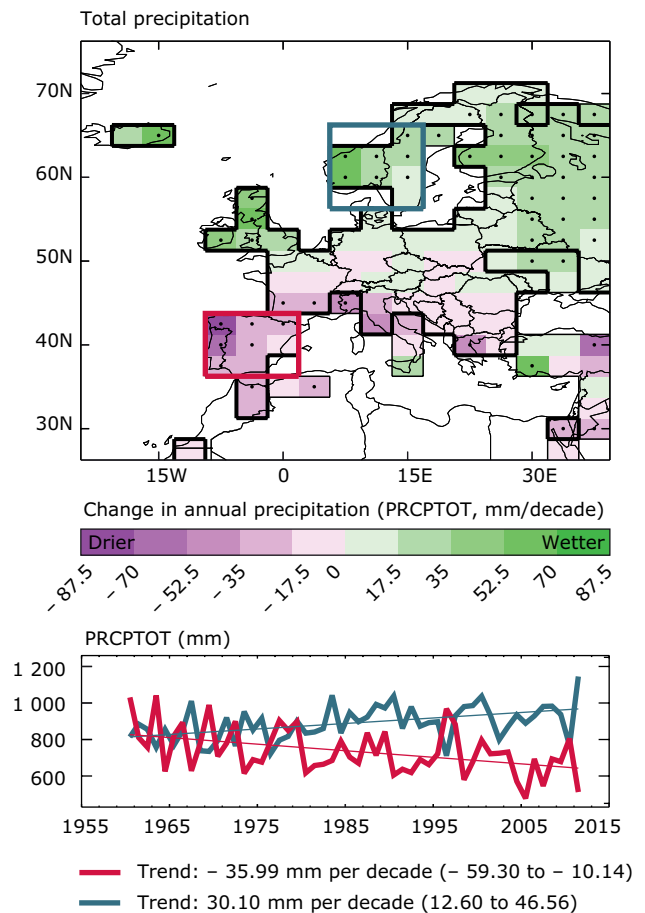 Total precipitation
70N
60N
50N
40N
30N
15W 0 15E 30E
Change in annual precipitation (PRCPTOT, mm/decade)
Drier Wetter
– 87.5 – 70 – 52.5 – 35 – 17.5 0 17.5 35 52.5 70 87.5
PRCPTOT (mm)
1 200
1 000
800
600
1955 1965 1975 1985 1995 2005 2015
Trend: – 35.99 mm per decade (– 59.30 to – 10.14)
Trend: 30.10 mm per decade (12.60 to 46.56)